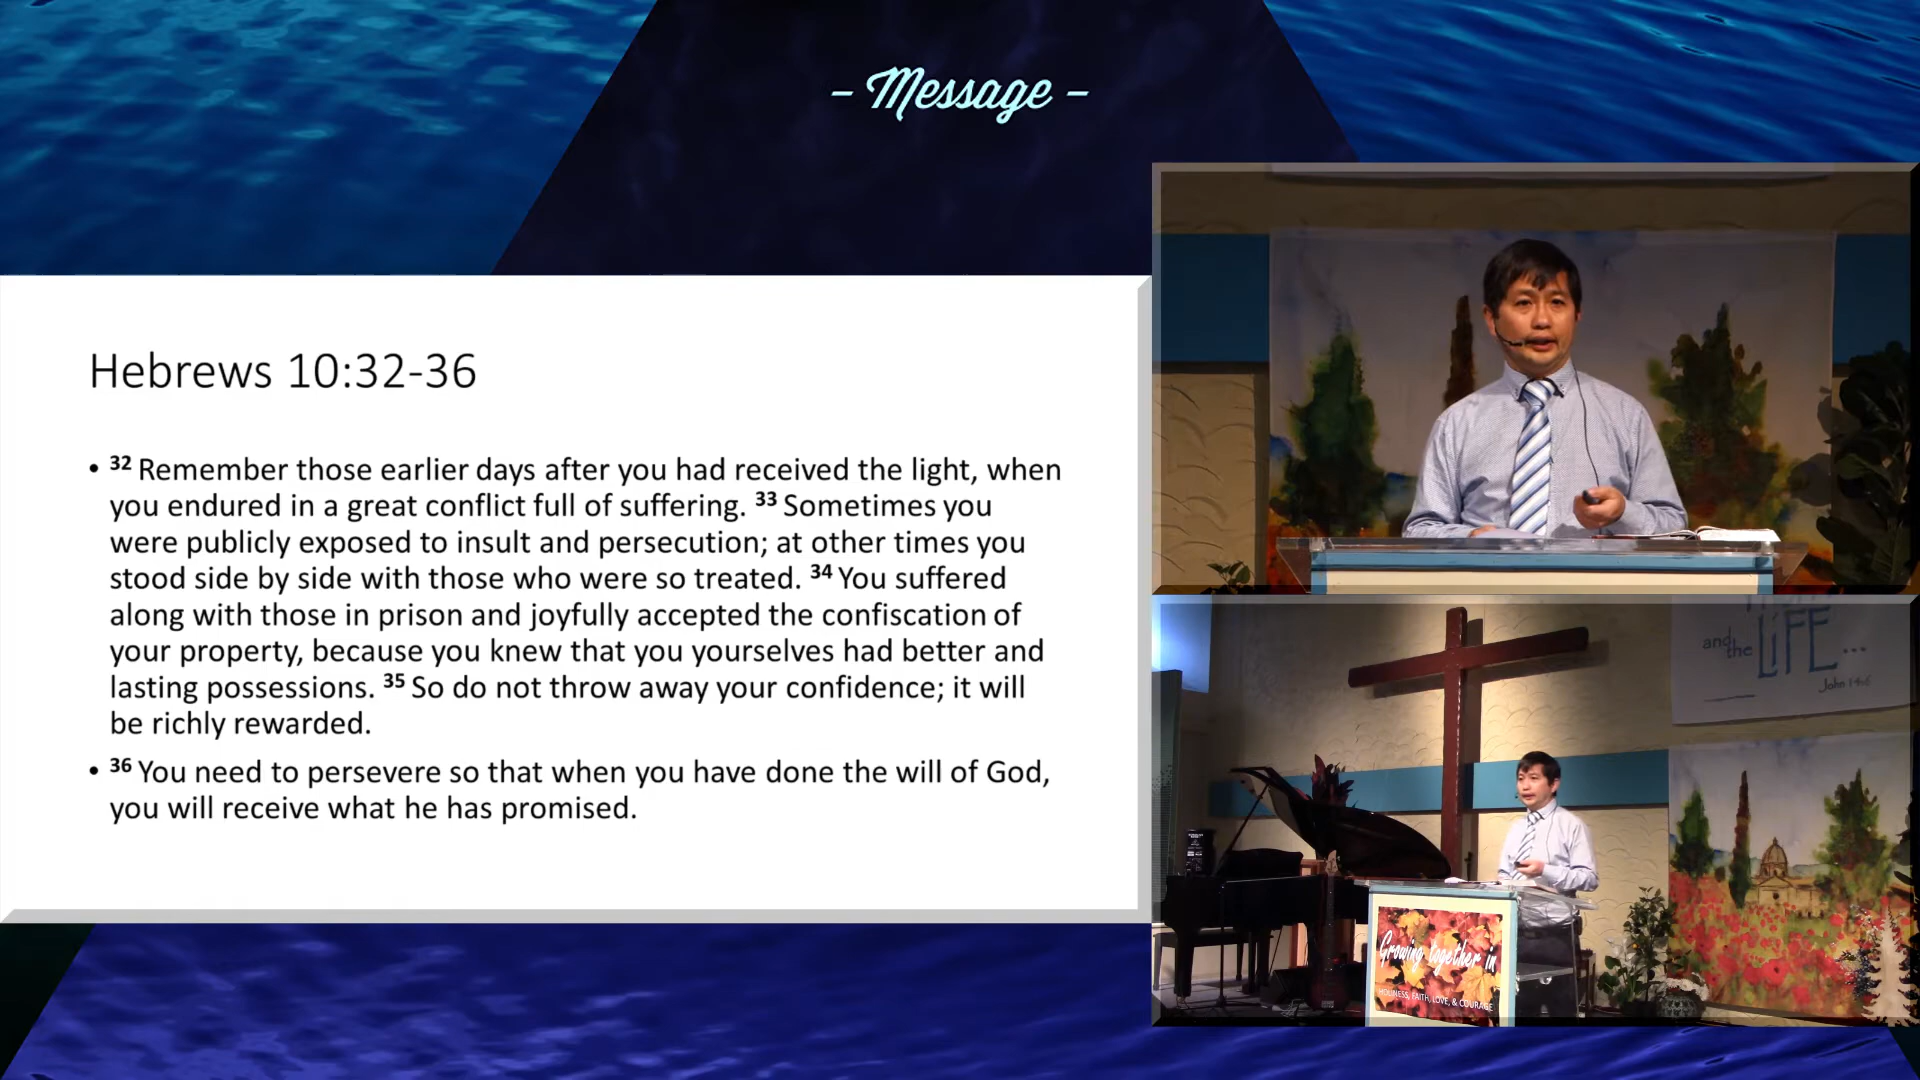 - Message -
Hebrews 10:32-36
• 32 Remember those earlier days after you had received the light, when
you endured in a great conflict full of suffering. 33 Sometimes you
were publicly exposed to insult and persecution; at other times you
stood side by side with those who were so treated. 34 You suffered
along with those in prison and joyfully accepted the confiscation of
your property, because you knew that you yourselves had better and
lasting possessions. 35 So do not throw away your confidence; it will
be richly rewarded.
• 36 You need to persevere so that when you have done the will of God,
you will receive what he has promised.
and the LiFE...
John 14:6
Growing together in
HOLINESS, FAITH, LOVE, & COURAGE